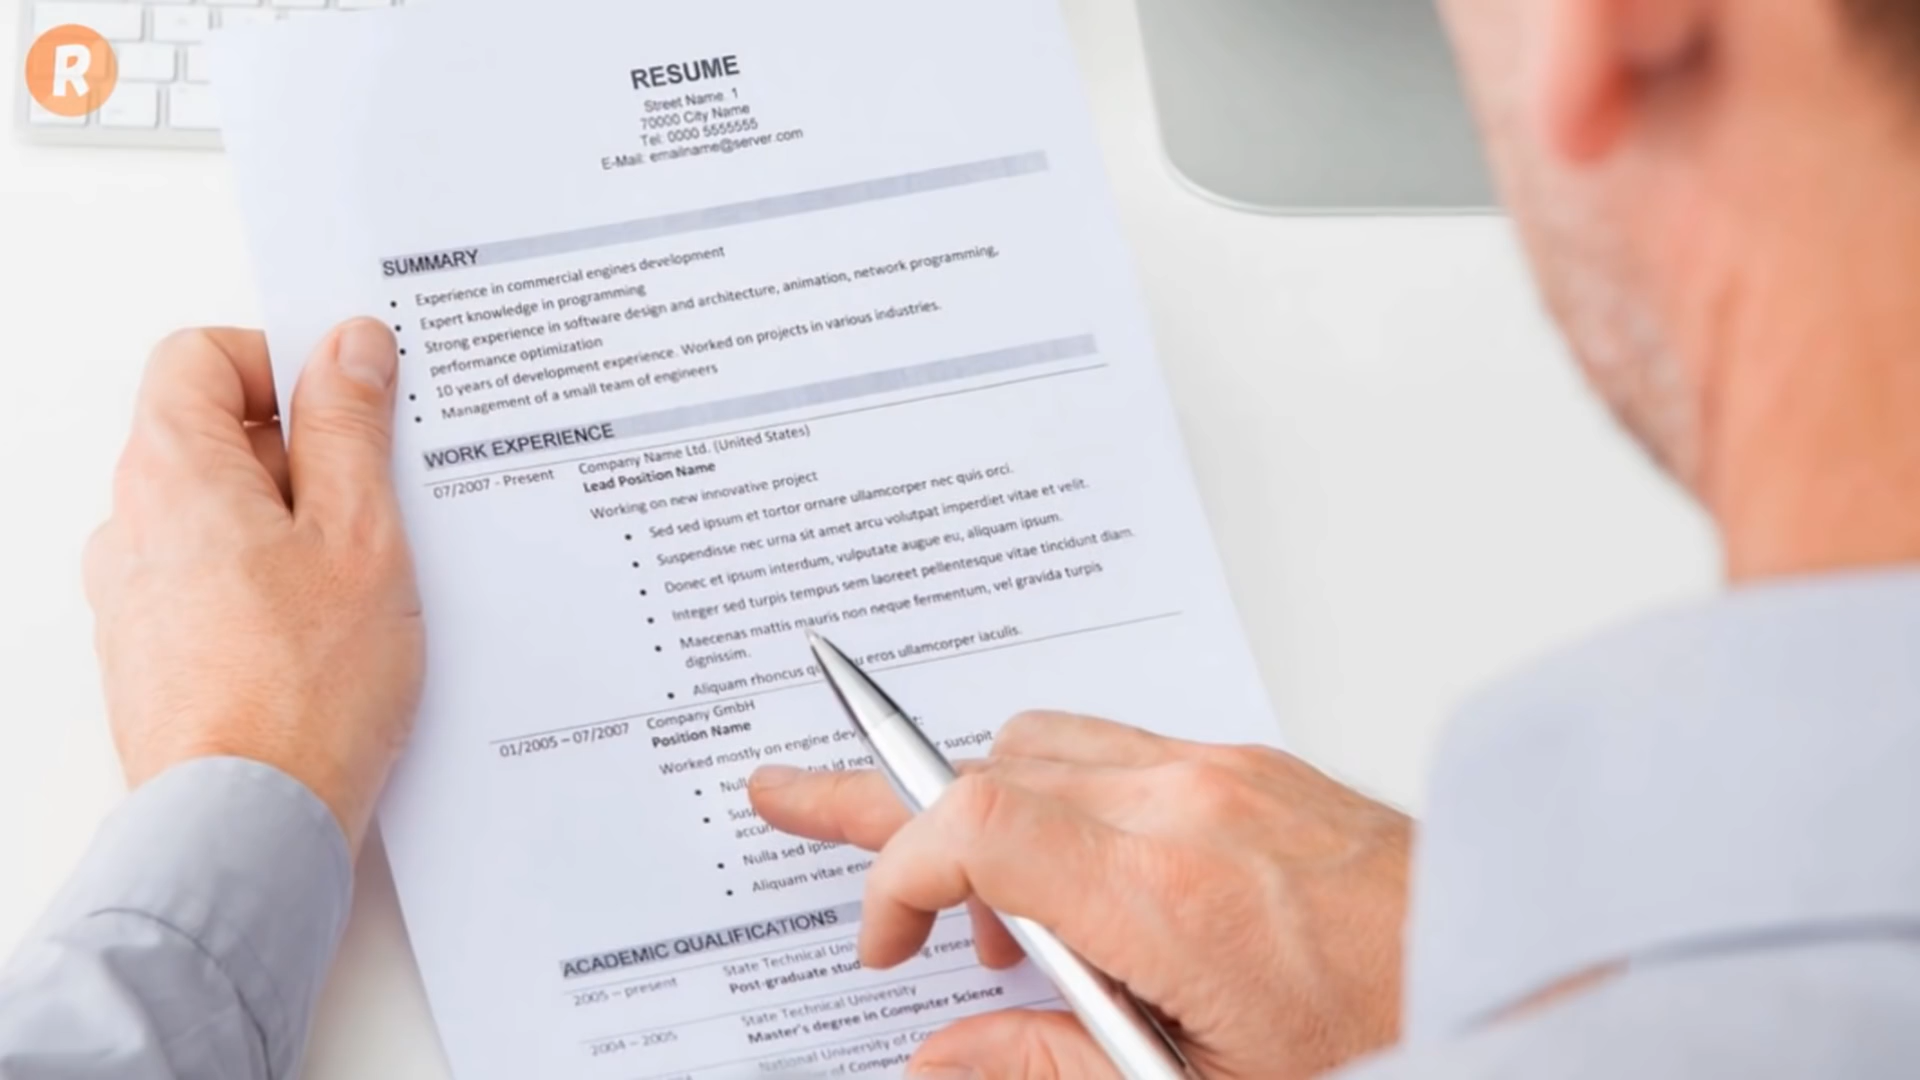 R
RESUME
Street Name 1
70000 City Name
Tel: 0000 5555555
E-Mail: emailname@server.com
SUMMARY
Experience in commercial engines development
Expert knowledge in programming
Strong experience in software design and architecture, animation, network programming,
performance optimization
10 years of development experience. Worked on projects in various industries.
Management of a small team of engineers
WORK EXPERIENCE
07/2007 - Present
Company Name Ltd. (United States)
Lead Position Name
Working on new innovative project
Sed sed ipsum et tortor ornare ullamcorper nec quis orci.
Suspendisse nec urna sit amet arcu volutpat imperdiet vitae et velit.
Donec et ipsum interdum, vulputate augue eu, aliquam ipsum.
Integer sed turpis tempus sem laoreet pellentesque vitae tincidunt diam.
Maecenas mattis mauris non neque fermentum, vel gravida turpis
dignissim.
Aliquam rhoncus eros ullamcorper iaculis.
01/2005 – 07/2007
Company GmbH
Position Name
Worked mostly on engine
id suscipit
Nulla sed
Aliquam vitae
ACADEMIC QUALIFICATIONS
2005 – present
State Technical
Post-graduate
2004 – 2005
State Technical University
Master's degree in Computer Science
National University of
of